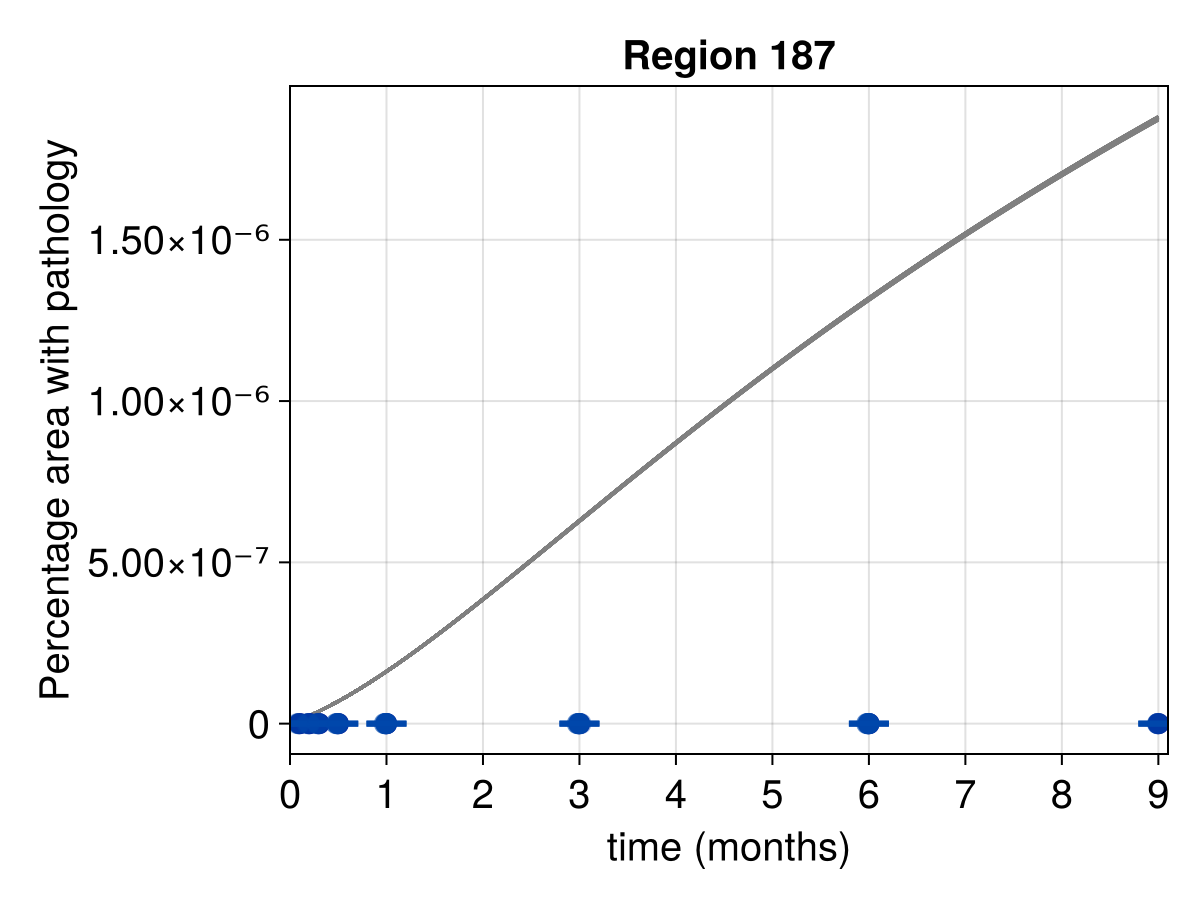 Region 187
Percentage area with pathology
1.50×10⁻⁶
1.00×10⁻⁶
5.00×10⁻⁷
0
0 1 2 3 4 5 6 7 8 9
time (months)